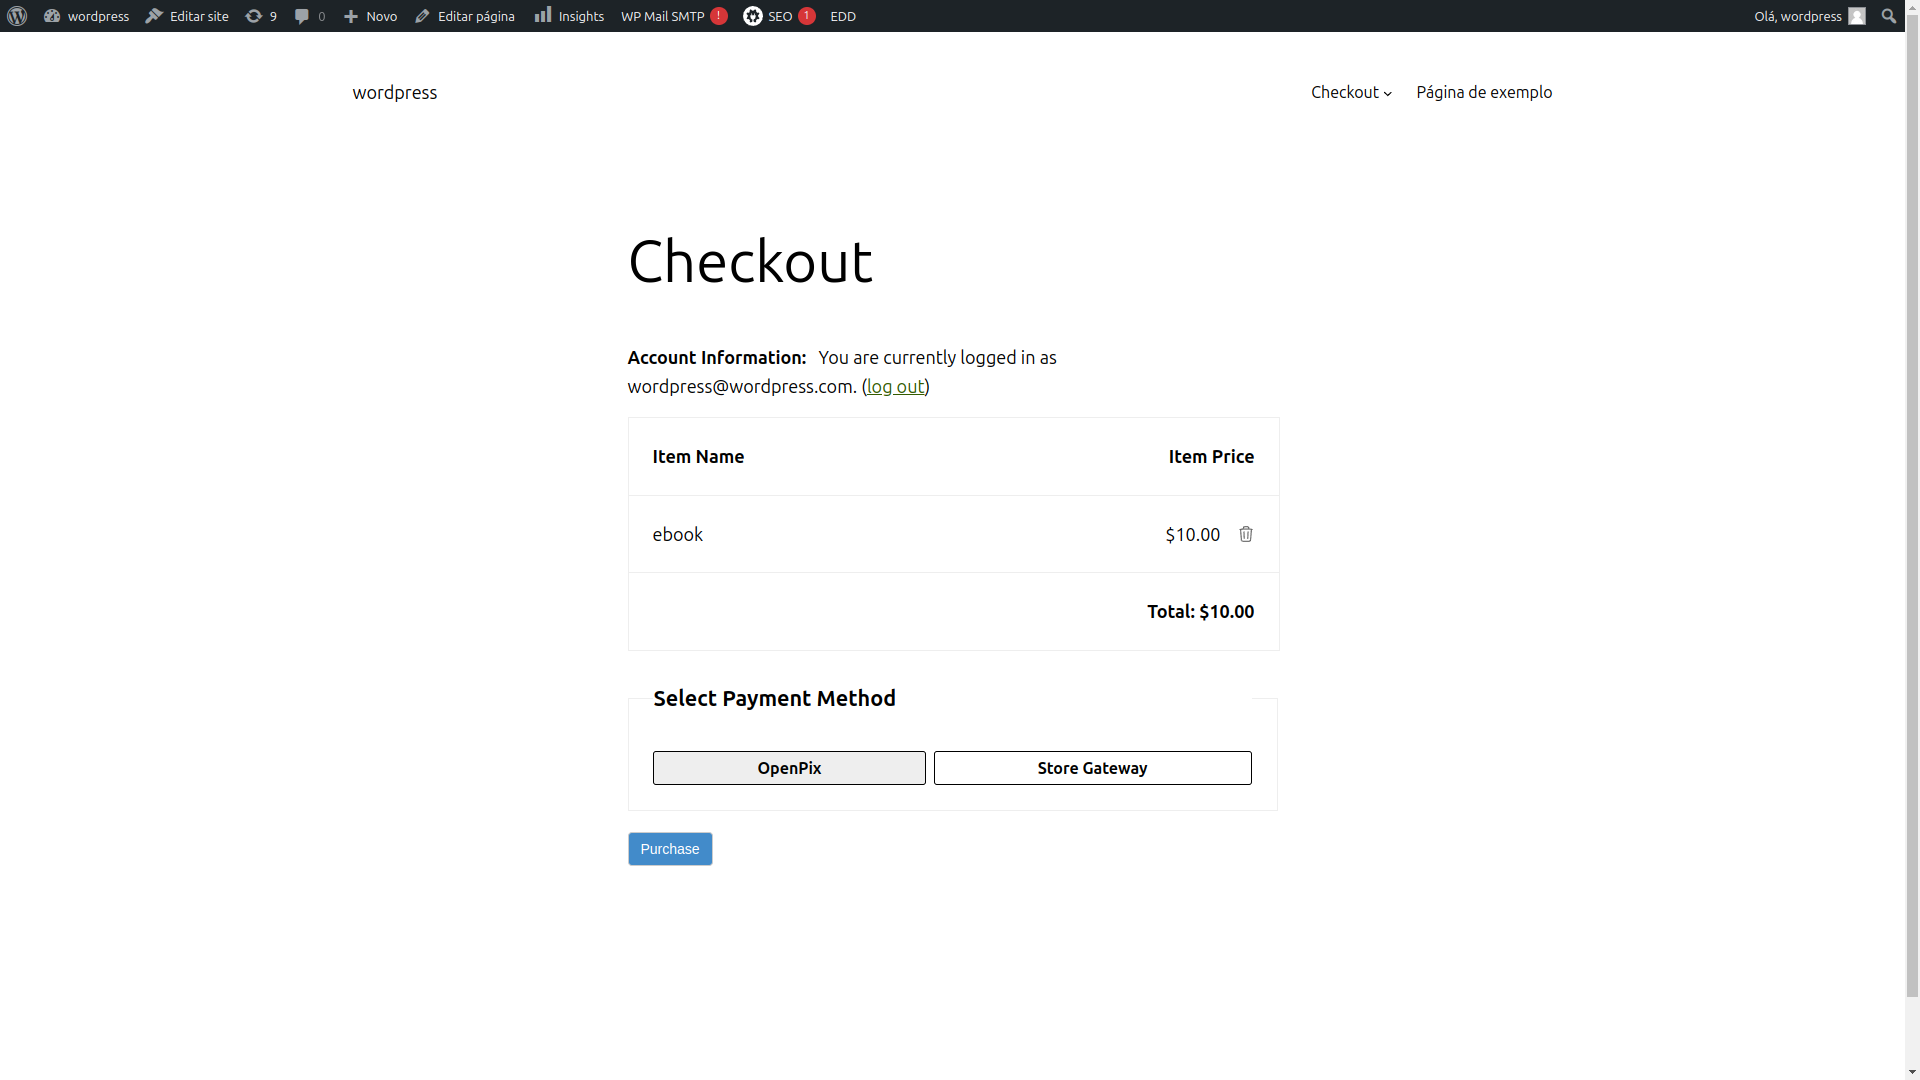 wordpress Editar site 9 0 Novo Editar página Insights WP Mail SMTP ! SEO 1 EDD Olá, wordpress
wordpress Checkout Página de exemplo
Checkout
Account Information: You are currently logged in as
wordpress@wordpress.com. (log out)
Item Name Item Price
ebook $10.00
Total: $10.00
Select Payment Method
OpenPix Store Gateway
Purchase